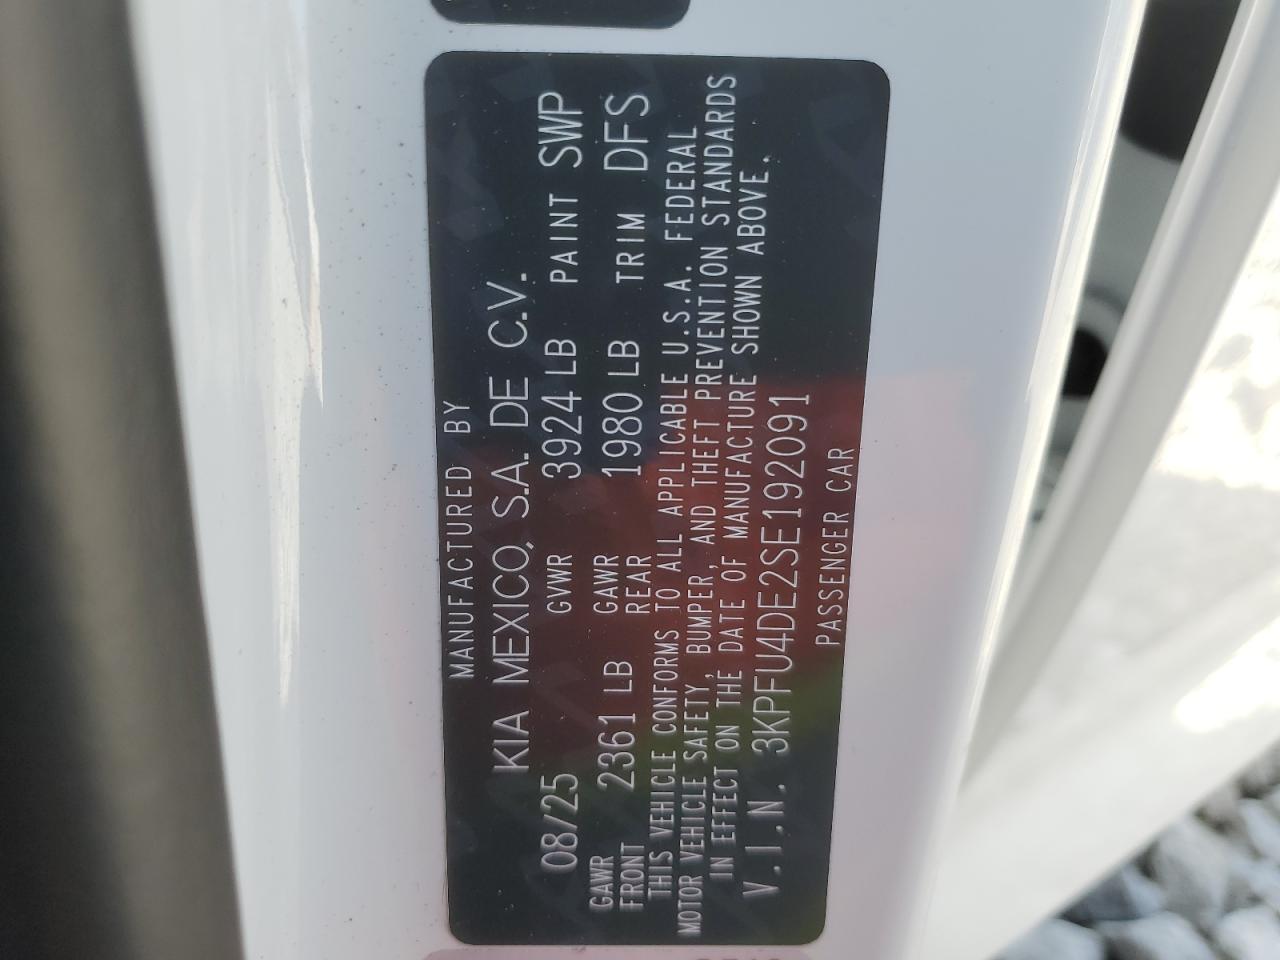 MANUFACTURED BY
KIA MEXICO, S.A. DE C.V.
08/25 GVWR 3924 LB PAINT SWP
GAWR FRONT 2361 LB GAWR REAR 1980 LB TRIM DFS
THIS VEHICLE CONFORMS TO ALL APPLICABLE U.S.A. FEDERAL
MOTOR VEHICLE SAFETY, BUMPER, AND THEFT PREVENTION STANDARDS
IN EFFECT ON THE DATE OF MANUFACTURE SHOWN ABOVE.
V.I.N. 3KPFU4DE2SE192091
PASSENGER CAR